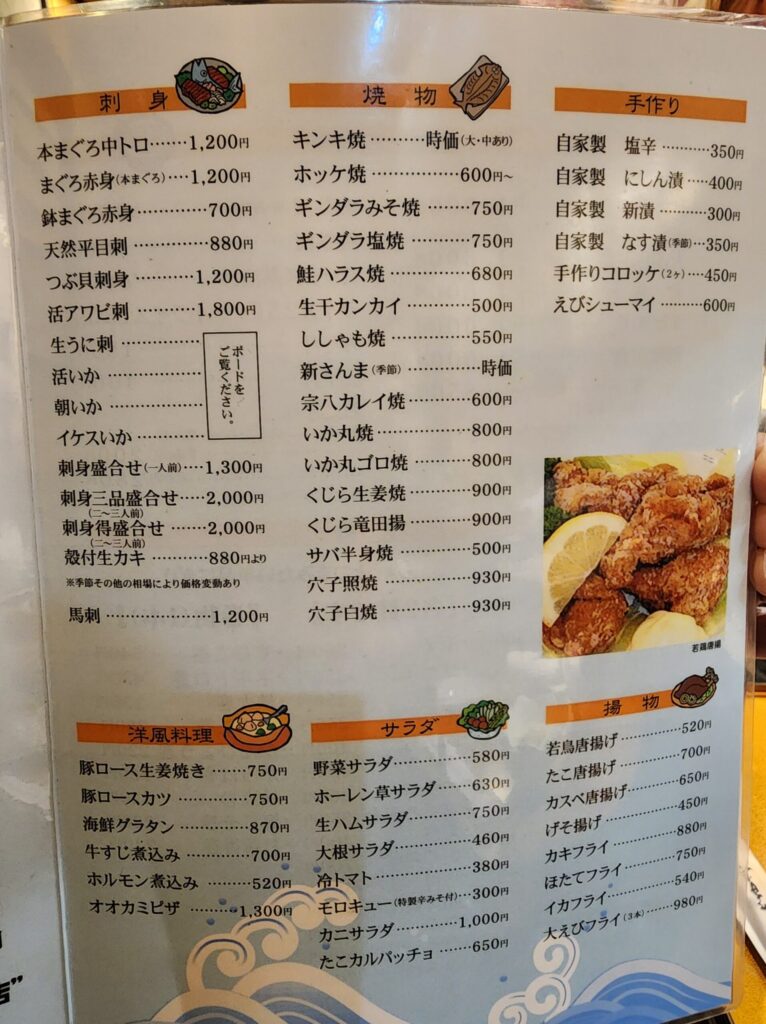 刺身
本まぐろ中トロ……1,200円
まぐろ赤身(本まぐろ)…1,200円
鉢まぐろ赤身…………700円
天然平目刺…………880円
つぶ貝刺身…………1,200円
活アワビ刺…………1,800円
生うに刺…………
活いか…………
朝いか…………
イケスいか…………
ボードを
ご覧ください。
刺身盛合せ(一人前)…1,300円
刺身三品盛合せ……2,000円
(二〜三人前)
刺身得盛合せ……2,000円
(二〜三人前)
殻付生カキ…………880円より
※季節その他の相場により価格変動あり
馬刺…………1,200円
焼物
キンキ焼…………時価(大・中あり)
ホッケ焼…………600円〜
ギンダラみそ焼……750円
ギンダラ塩焼………750円
鮭ハラス焼…………680円
生干カンカイ………500円
ししゃも焼…………550円
新さんま(季節)…………時価
宗八カレイ焼………600円
いか丸焼…………800円
いか丸ゴロ焼………800円
くじら生姜焼………900円
くじら竜田揚………900円
サバ半身焼…………500円
穴子照焼…………930円
穴子白焼…………930円
手作り
自家製 塩辛…………350円
自家製 にしん漬……400円
自家製 新漬…………300円
自家製 なす漬(季節)…350円
手作りコロッケ(2ヶ)…450円
えびシューマイ………600円
若鶏唐揚
洋風料理
豚ロース生姜焼き……750円
豚ロースカツ…………750円
海鮮グラタン…………870円
牛すじ煮込み…………700円
ホルモン煮込み………520円
オオカミピザ…………1,300円
サラダ
野菜サラダ…………580円
ホーレン草サラダ……630円
生ハムサラダ………750円
大根サラダ…………460円
冷トマト…………380円
モロキュー(特製辛みそ付)…300円
カニサラダ…………1,000円
たこカルパッチョ……650円
揚物
若鳥唐揚げ…………520円
たこ唐揚げ…………700円
カスベ唐揚げ………650円
げそ揚げ…………450円
カキフライ…………880円
ほたてフライ………750円
イカフライ…………540円
大えびフライ(3本)……980円